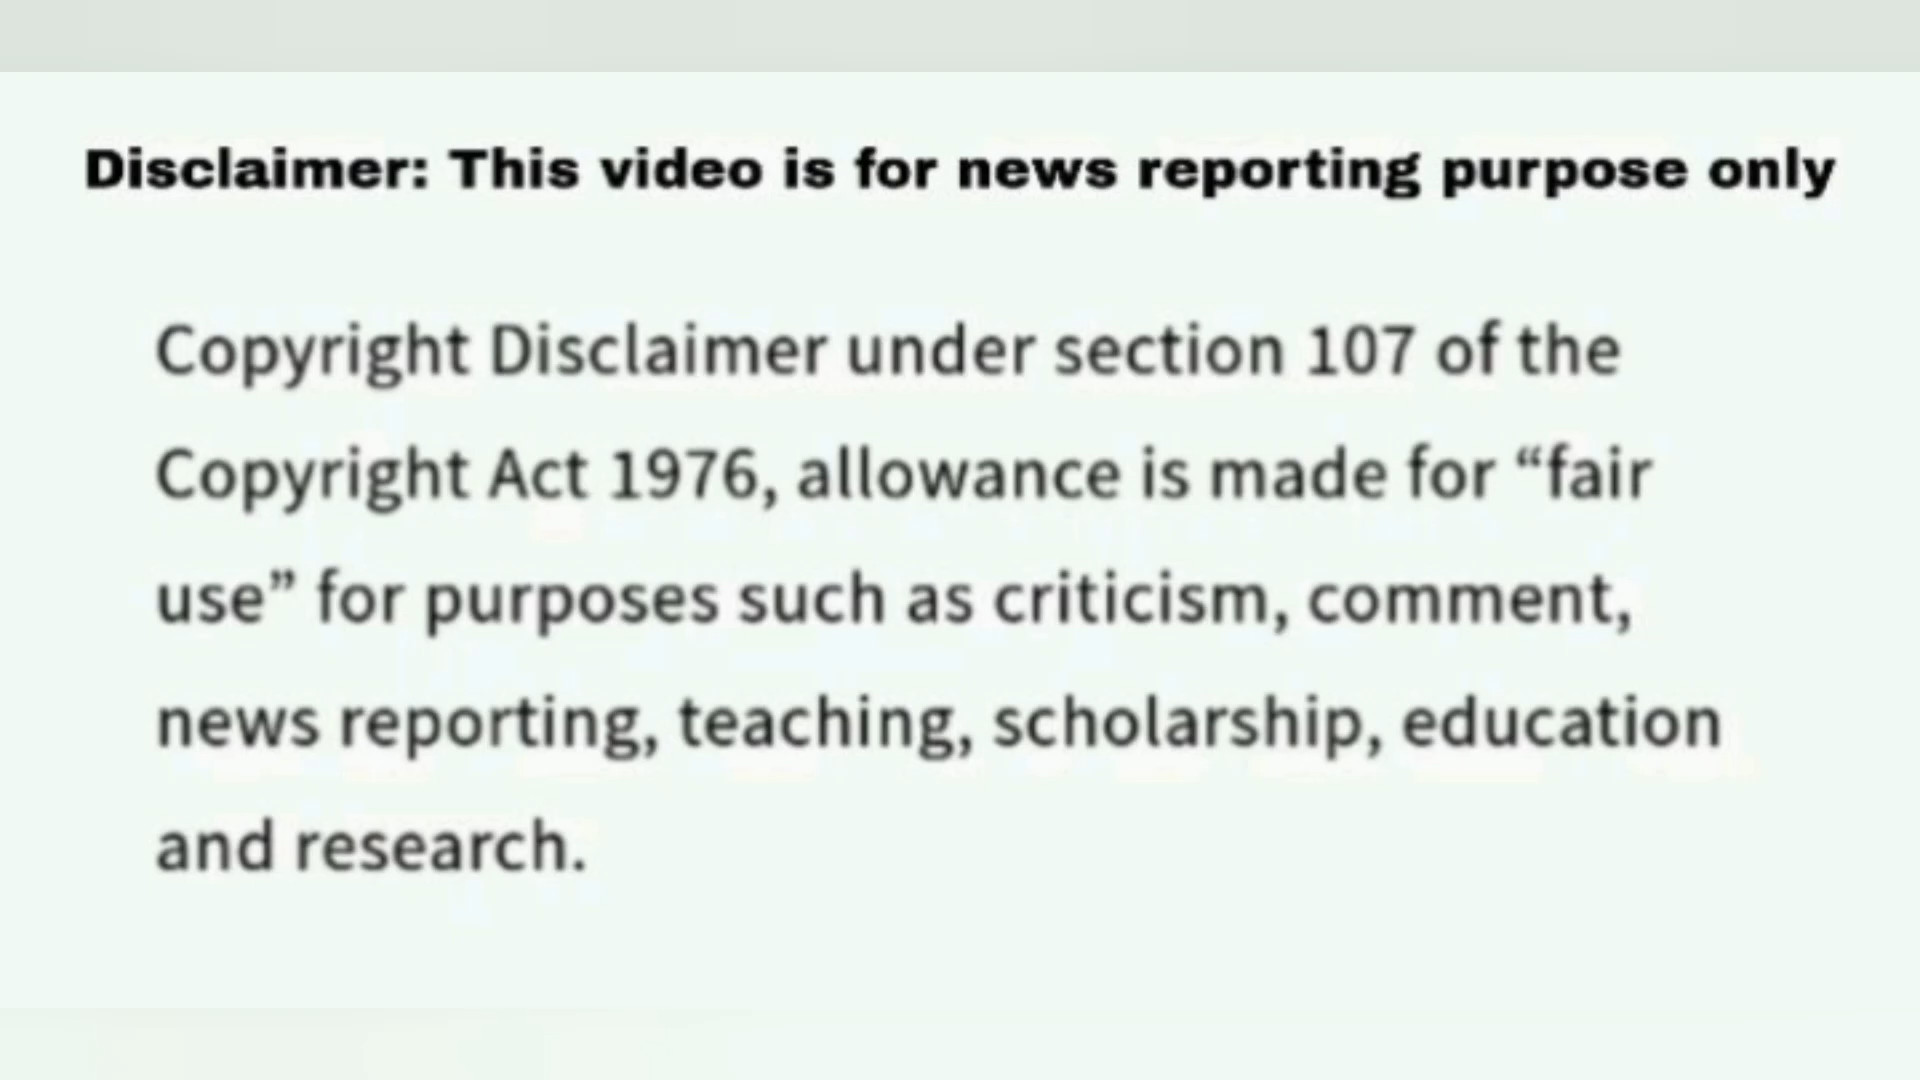 Disclaimer: This video is for news reporting purpose only
Copyright Disclaimer under section 107 of the
Copyright Act 1976, allowance is made for “fair
use” for purposes such as criticism, comment,
news reporting, teaching, scholarship, education
and research.